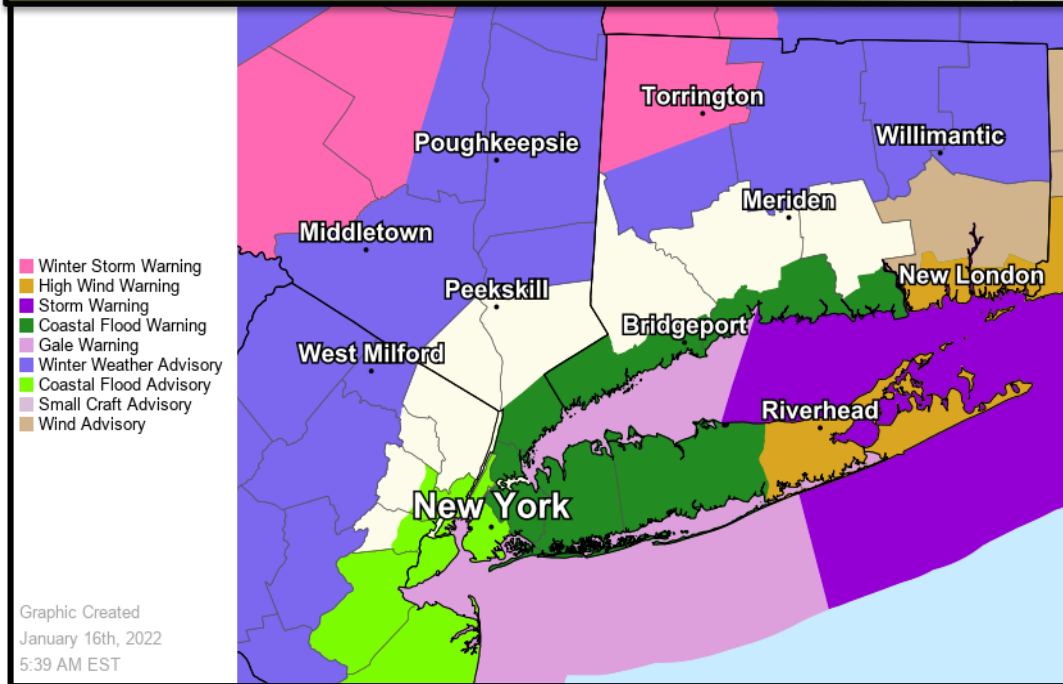 Torrington
Poughkeepsie
Willimantic
Meriden
Middletown
Winter Storm Warning
High Wind Warning
Storm Warning
Coastal Flood Warning
Gale Warning
Winter Weather Advisory
Coastal Flood Advisory
Small Craft Advisory
Wind Advisory
New London
Peekskill
Bridgeport
West Milford
Riverhead
New York
Graphic Created
January 16th, 2022
5:39 AM EST